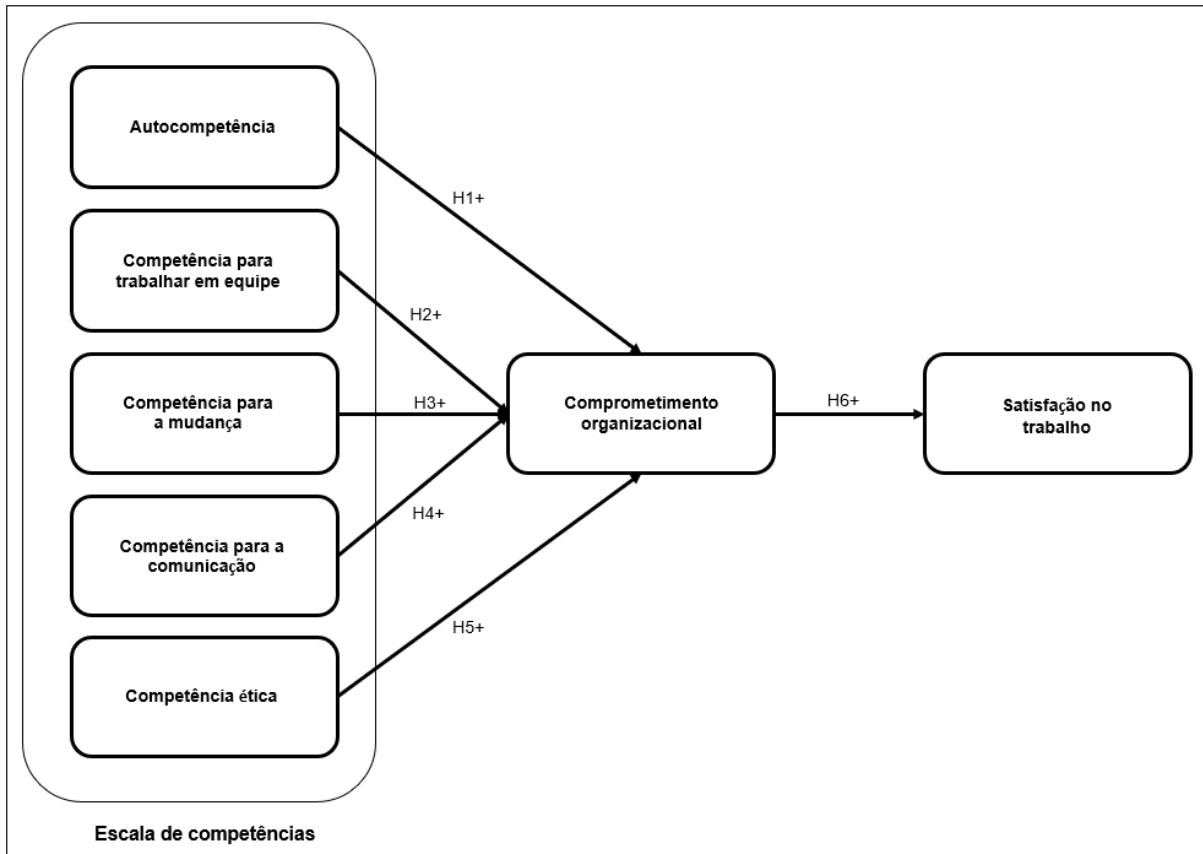 Autocompetência
H1+
Competência para
trabalhar em equipe
H2+
Competência para
a mudança
H3+
Comprometimento
organizacional
H6+
Satisfação no
trabalho
Competência para a
comunicação
H4+
Competência ética
H5+
Escala de competências